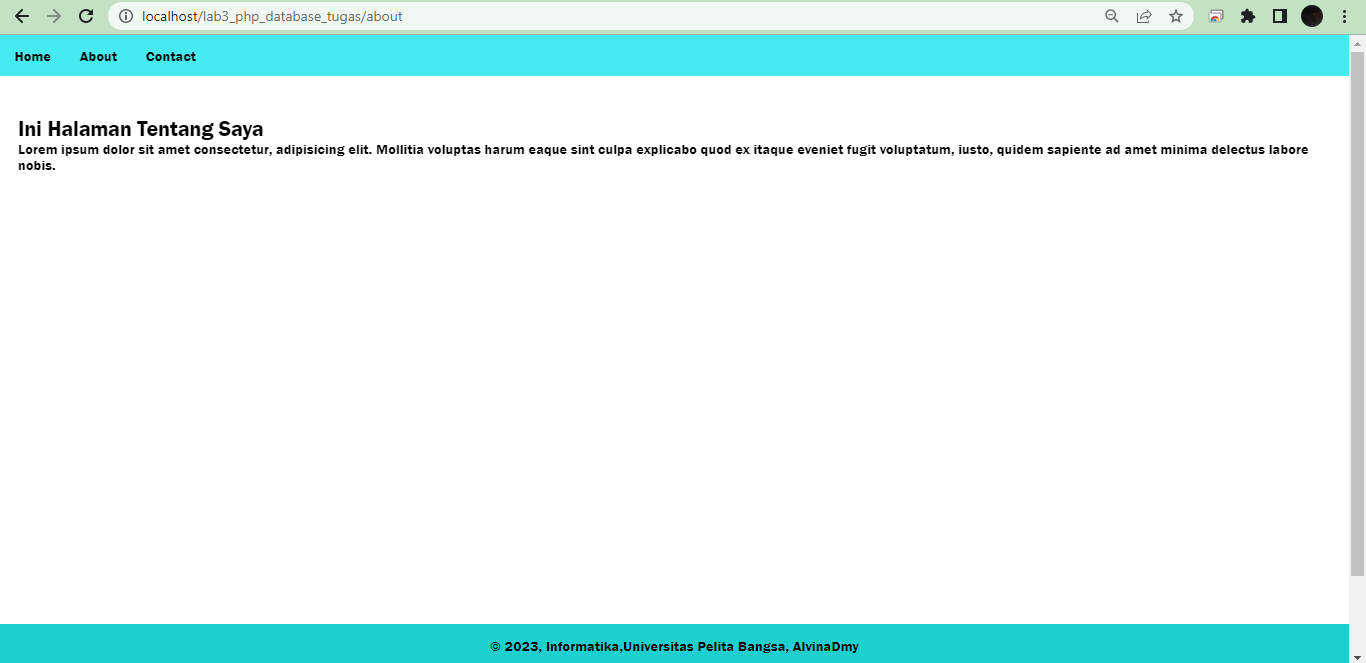 localhost/lab3_php_database_tugas/about
Home About Contact
Ini Halaman Tentang Saya
Lorem ipsum dolor sit amet consectetur, adipisicing elit. Mollitia voluptas harum eaque sint culpa explicabo quod ex itaque eveniet fugit voluptatum, iusto, quidem sapiente ad amet minima delectus labore
nobis.
© 2023, Informatika,Universitas Pelita Bangsa, AlvinaDmy